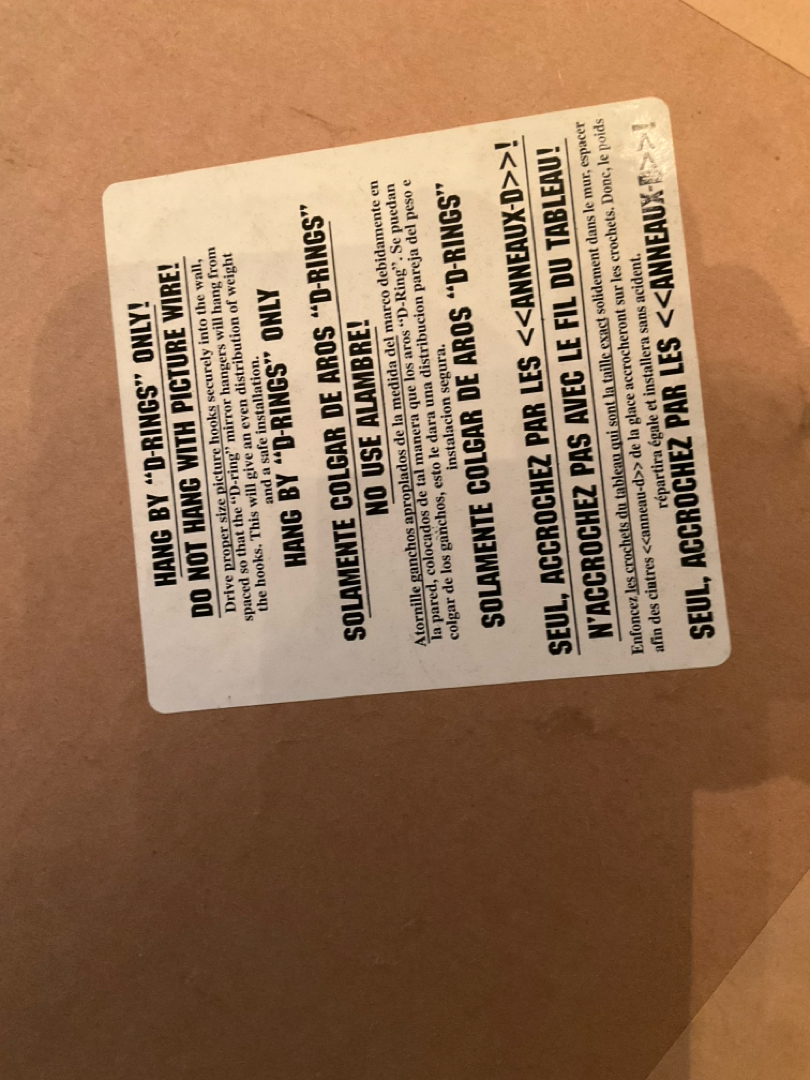 HANG BY “D-RINGS” ONLY!
DO NOT HANG WITH PICTURE WIRE!
Drive proper size picture hooks securely into the wall,
spaced so that the “D-ring” mirror hangers will hang from
the hooks. This will give an even distribution of weight
and a safe installation.
HANG BY “D-RINGS” ONLY
SOLAMENTE COLGAR DE AROS “D-RINGS”
NO USE ALAMBRE!
Atornille ganchos aproplados de la medida del marco debidamente en
la pared, colocados de tal manera que los aros “D-Ring”. Se puedan
colgar de los ganchos, esto le dara una distribucion pareja del peso e
instalacion segura.
SOLAMENTE COLGAR DE AROS “D-RINGS”
SEUL, ACCROCHEZ PAR LES <<ANNEAUX-D>>!
N’ACCROCHEZ PAS AVEC LE FIL DU TABLEAU!
Enfoncez les crochets du tableau qui sont la taille exact solidement dans le mur, espacer
afin des cintres <<anneau-d>> de la glace accrocheront sur les crochets. Donc, le poids
répartira égale et installera sans acident.
SEUL, ACCROCHEZ PAR LES <<ANNEAUX-D>>!